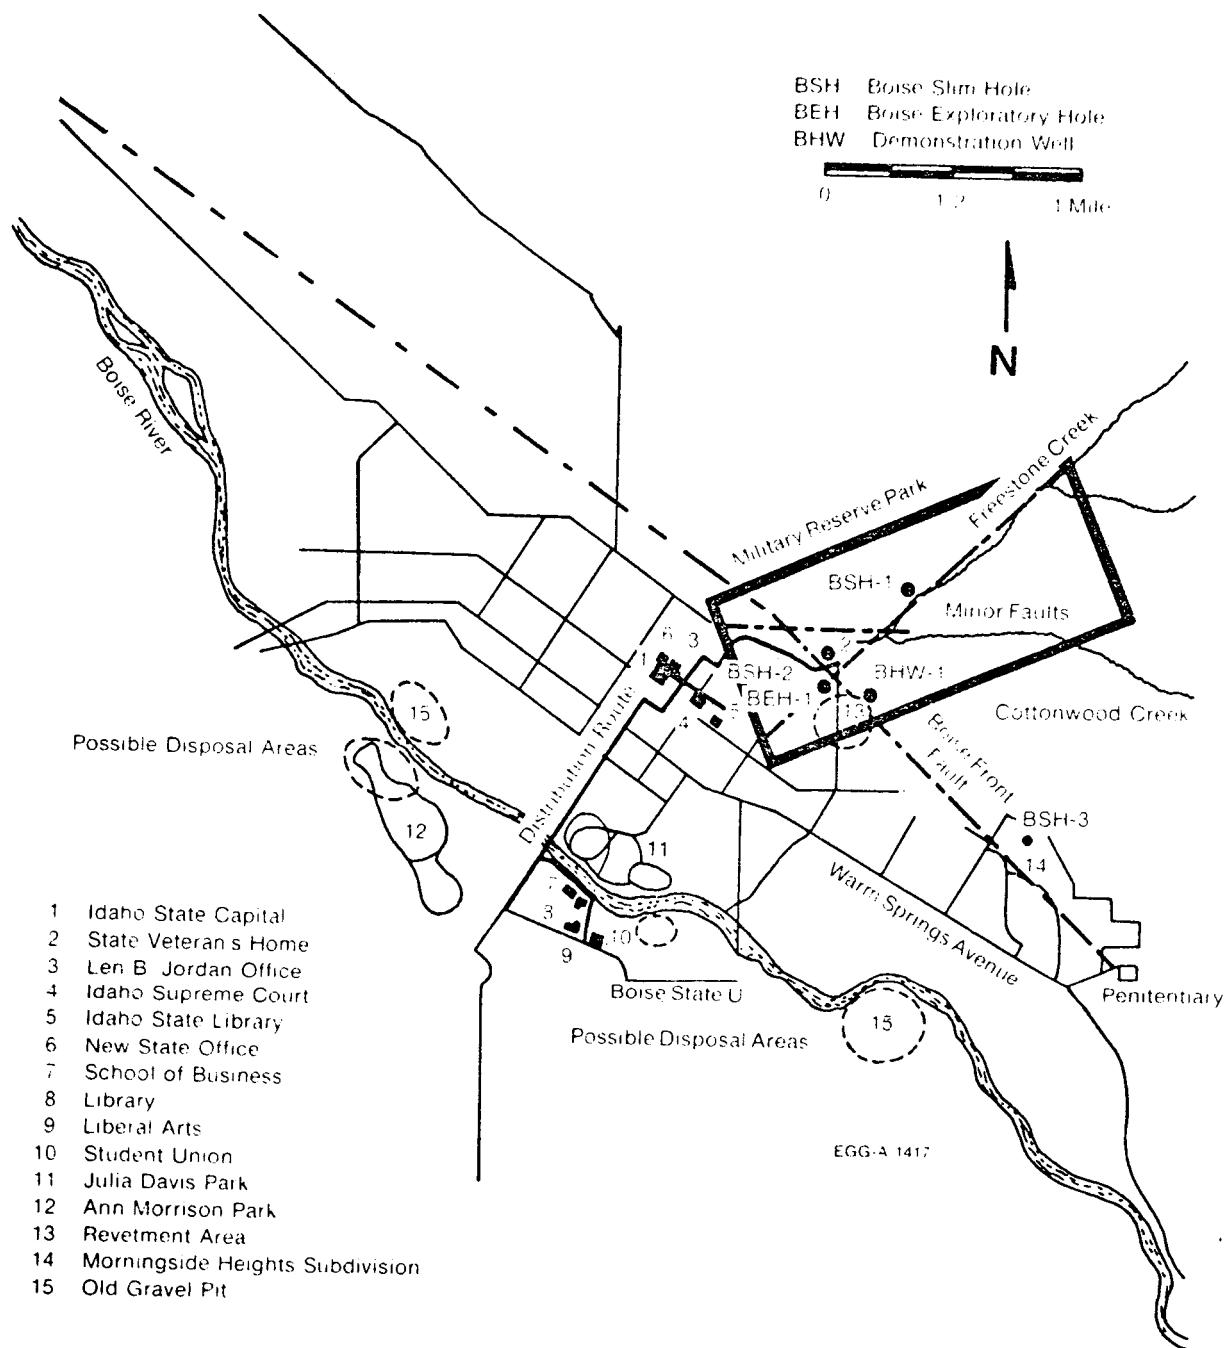 BSH Boise Slim Hole
BEH Boise Exploratory Hole
BHW Demonstration Well
0 1 2 1 Mile
N
Boise River
Military Reserve Park
Freestone Creek
BSH-1
Minor Faults
6
3
1
2
BSH-2
BHW-1
BEH-1
13
4
5
Cottonwood Creek
15
Possible Disposal Areas
Distribution Route
Boise Front
Fault
BSH-3
14
12
11
Warm Springs Avenue
7
10
9
Boise State U
Penitentiary
Possible Disposal Areas
15
EGG-A 1417
1 Idaho State Capital
2 State Veteran s Home
3 Len B Jordan Office
4 Idaho Supreme Court
5 Idaho State Library
6 New State Office
7 School of Business
8 Library
9 Liberal Arts
10 Student Union
11 Julia Davis Park
12 Ann Morrison Park
13 Revetment Area
14 Morningside Heights Subdivision
15 Old Gravel Pit